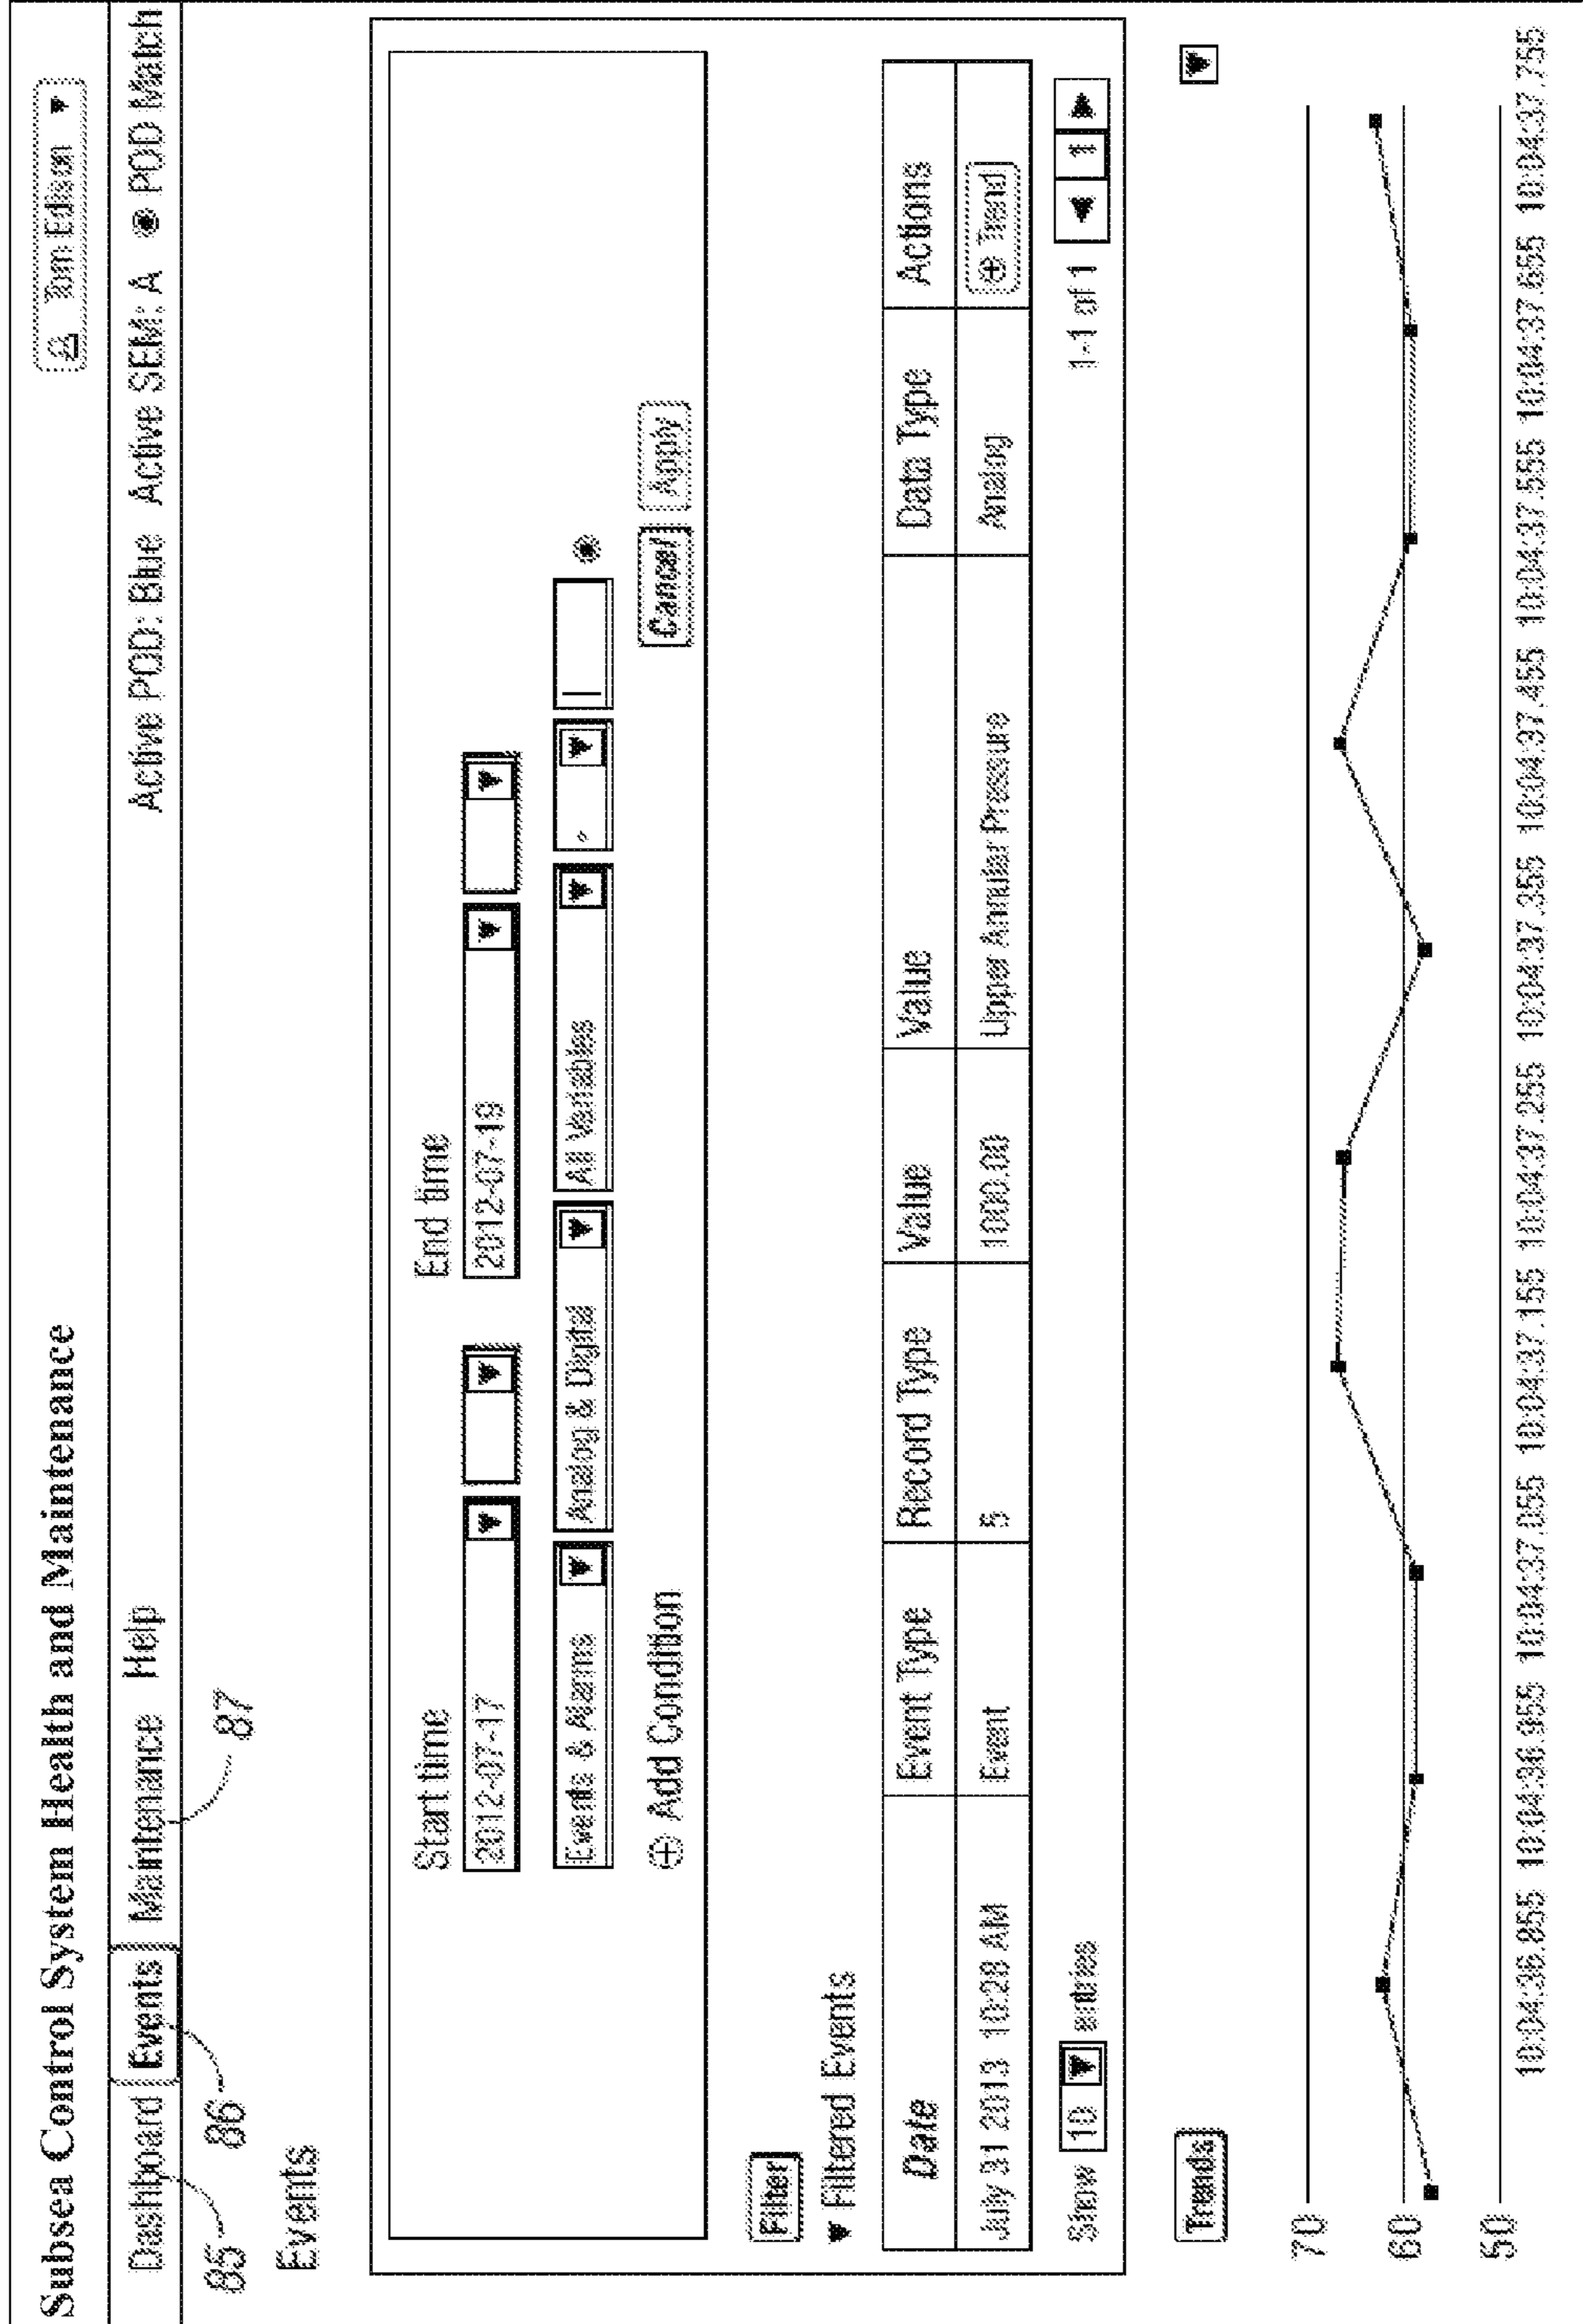 Subsea Control System Health and Maintenance
Tom Edison
Dashboard Events Maintenance Help Active POD: Blue Active SEM: A POD Match
85 86 87
Events
Start time End time
2012-07-17 2012-07-19
Events & Alarms Analog & Digital All Variables
Add Condition Cancel Apply
Filter
Filtered Events
Date Event Type Record Type Value Value Data Type Actions
July 31 2013 10:28 AM Event 5 1000.00 Upper Annular Pressure Analog Trend
Show 10 entries 1-1 of 1 1
Trends
70
60
50
10:04:36.855 10:04:36.955 10:04:37.055 10:04:37.155 10:04:37.255 10:04:37.355 10:04:37.455 10:04:37.555 10:04:37.655 10:04:37.755